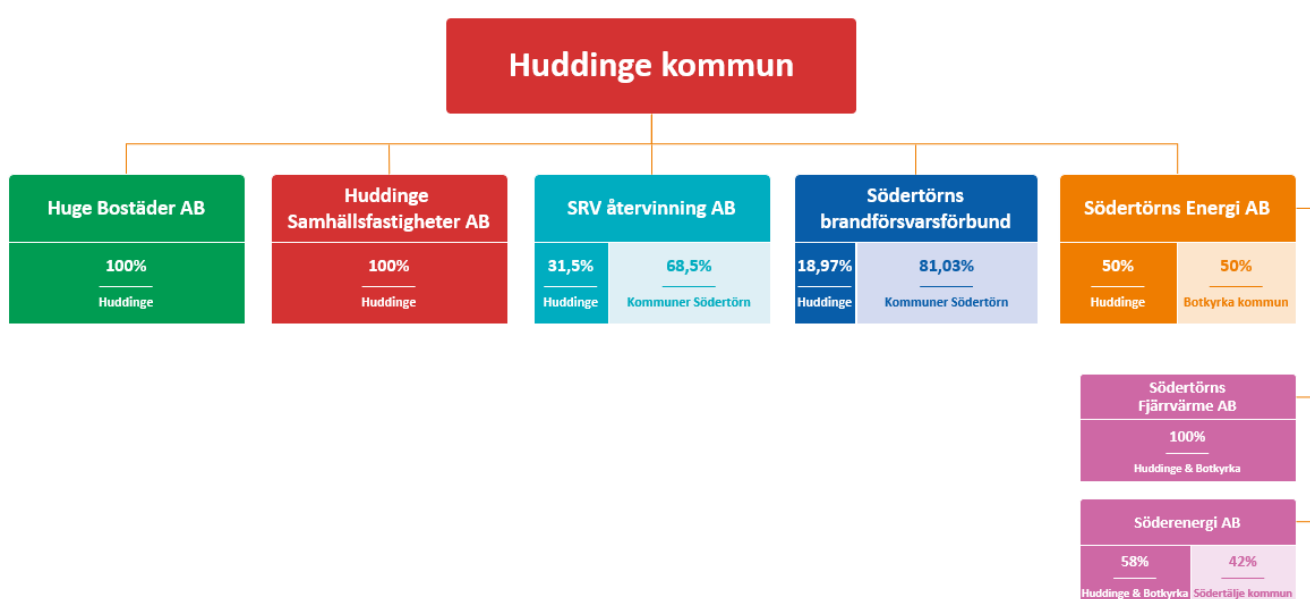 Huddinge kommun
Huge Bostäder AB
100%
Huddinge
Huddinge
Samhällsfastigheter AB
100%
Huddinge
SRV återvinning AB
31,5%
Huddinge
68,5%
Kommuner Södertörn
Södertörns
brandförsvarsförbund
18,97%
Huddinge
81,03%
Kommuner Södertörn
Södertörns Energi AB
50%
Huddinge
50%
Botkyrka kommun
Södertörns
Fjärrvärme AB
100%
Huddinge & Botkyrka
Söderenergi AB
58%
Huddinge & Botkyrka
42%
Södertälje kommun